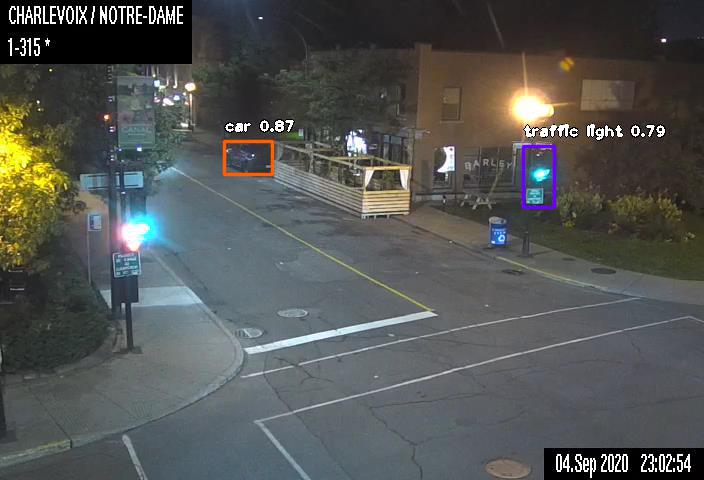 CHARLEVOIX / NOTRE-DAME
1-315 *
car 0.87
traffic light 0.79
CANAL
BARLEY
04.Sep 2020 23:02:54